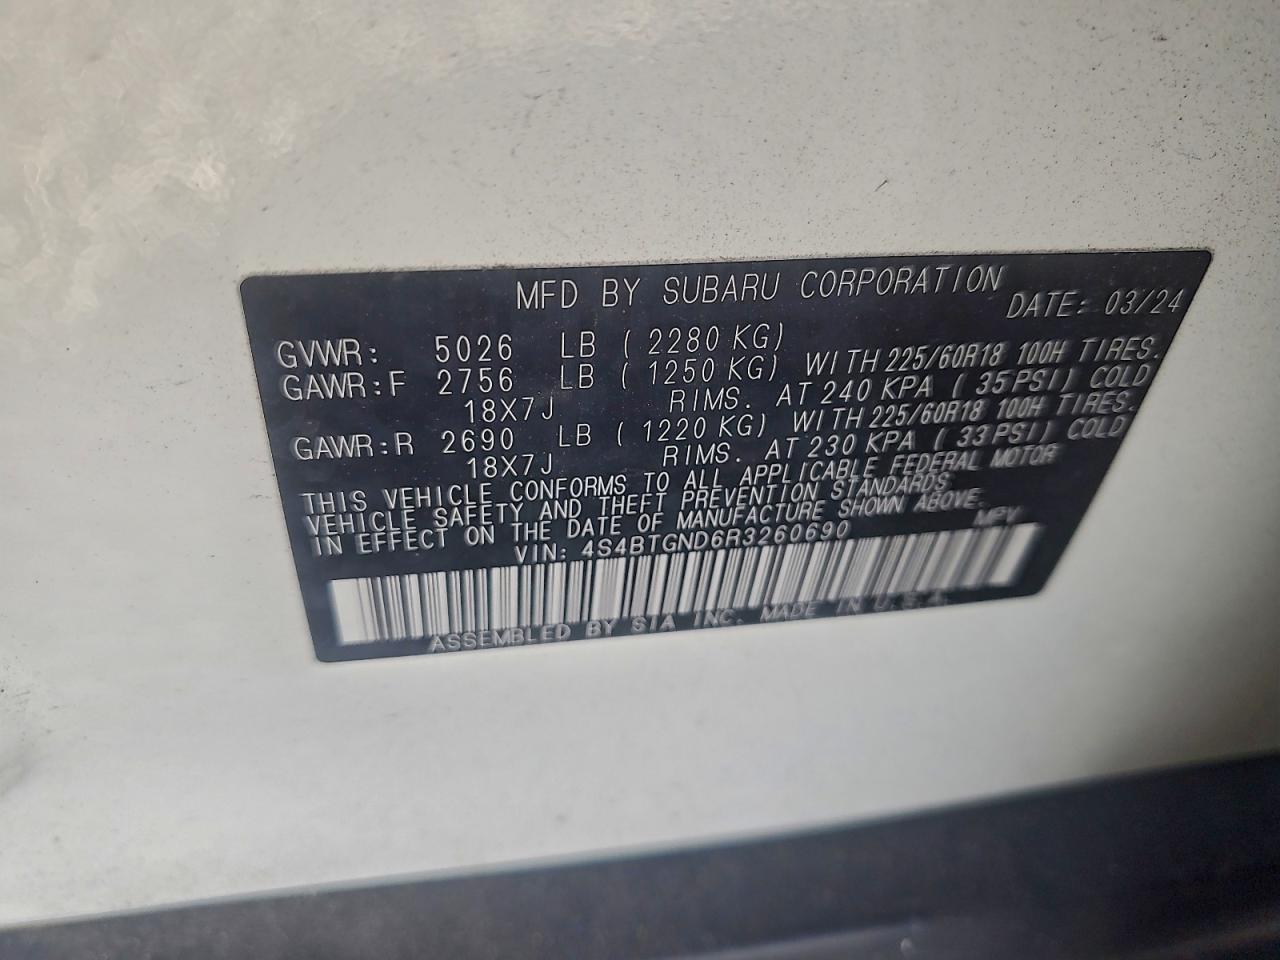 MFD BY SUBARU CORPORATION
DATE: 03/24
GVWR: 5026 LB ( 2280 KG)
GAWR:F 2756 LB ( 1250 KG) WITH 225/60R18 100H TIRES.
18X7J RIMS. AT 240 KPA ( 35PSI) COLD
GAWR:R 2690 LB ( 1220 KG) WITH 225/60R18 100H TIRES.
18X7J RIMS. AT 230 KPA ( 33PSI) COLD
THIS VEHICLE CONFORMS TO ALL APPLICABLE FEDERAL MOTOR
VEHICLE SAFETY AND THEFT PREVENTION STANDARDS
IN EFFECT ON THE DATE OF MANUFACTURE SHOWN ABOVE.
VIN: 4S4BTGND6R3260690 MPV
ASSEMBLED BY SIA INC. MADE IN U.S.A.